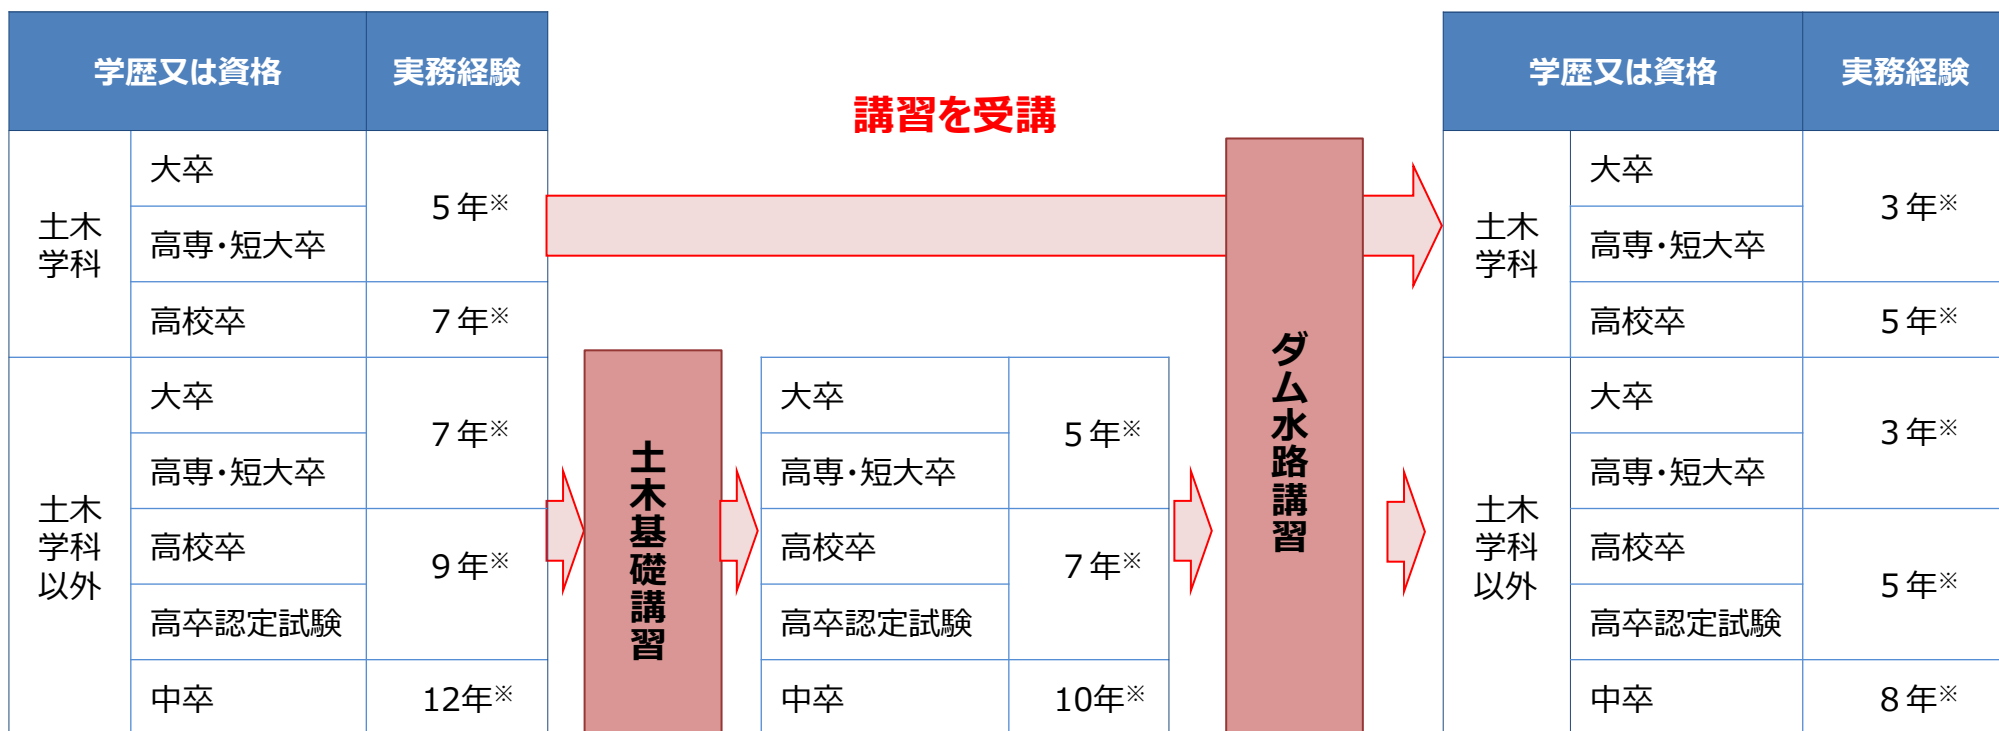 学歴又は資格 実務経験
土木学科 大卒 5年※
高専・短大卒
高校卒 7年※
土木学科以外 大卒 7年※
高専・短大卒
高校卒 9年※
高卒認定試験
中卒 12年※
講習を受講
土木基礎講習
大卒 5年※
高専・短大卒
高校卒 7年※
高卒認定試験
中卒 10年※
ダム水路講習
学歴又は資格 実務経験
土木学科 大卒 3年※
高専・短大卒
高校卒 5年※
土木学科以外 大卒 3年※
高専・短大卒
高校卒 5年※
高卒認定試験
中卒 8年※